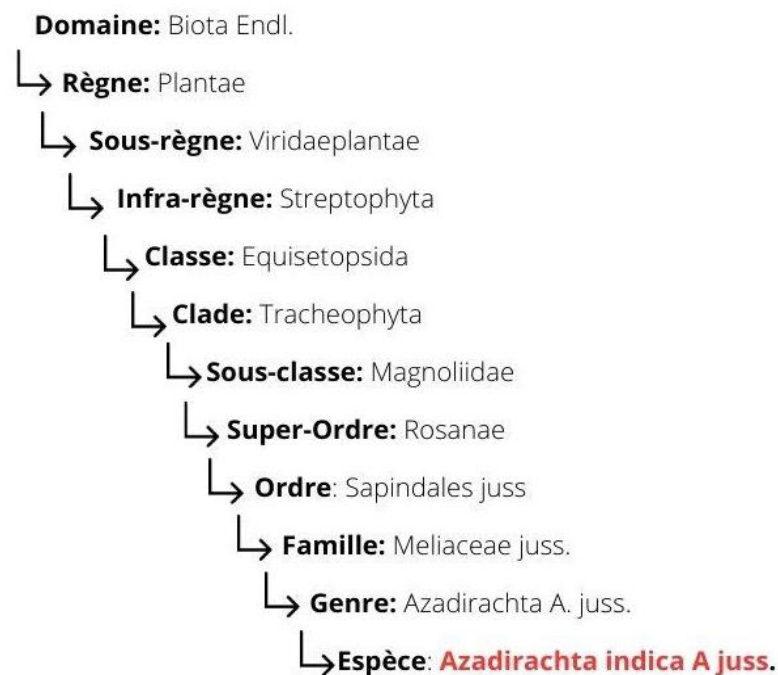 Domaine: Biota Endl.
Règne: Plantae
Sous-règne: Viridaeplantae
Infra-règne: Streptophyta
Classe: Equisetopsida
Clade: Tracheophyta
Sous-classe: Magnoliidae
Super-Ordre: Rosanae
Ordre: Sapindales juss
Famille: Meliaceae juss.
Genre: Azadirachta A. juss.
Espèce: Azadirachta indica A juss.